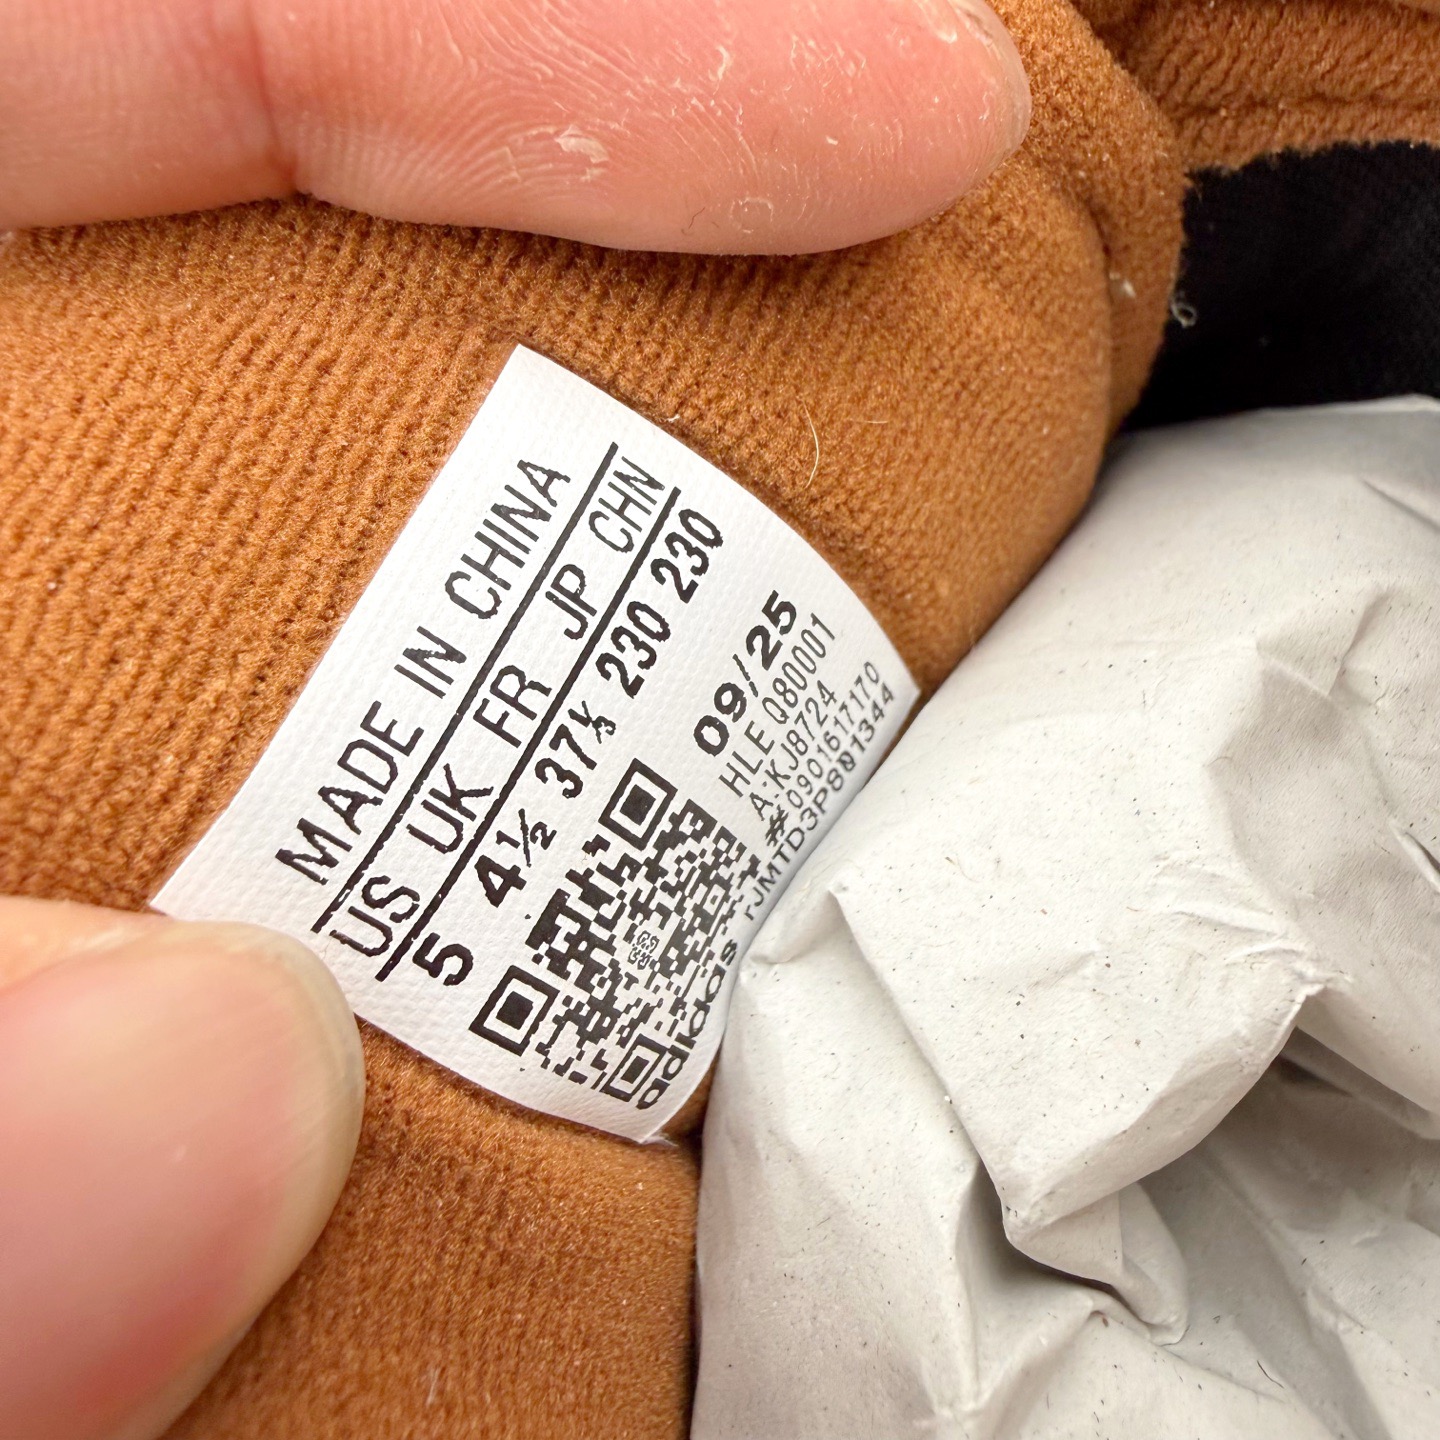 MADE IN CHINA
US UK FR JP CHN
5 4½ 37⅓ 230 230
09/25
HLE Q80001
A:KJ8724
#0901617170
rJMTD3P801344
adidas